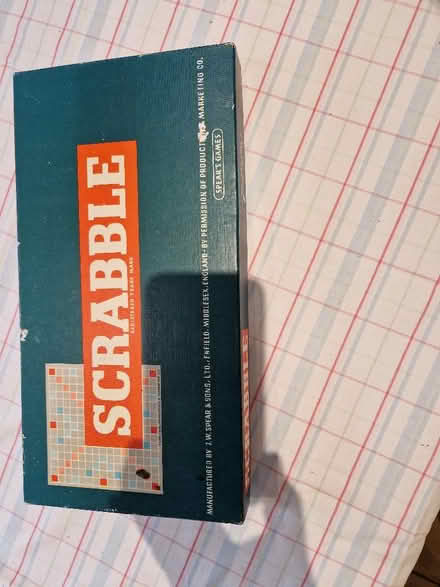 SCRABBLE
REGISTERED TRADE MARK
MANUFACTURED BY J. W. SPEAR & SONS, LTD., ENFIELD, MIDDLESEX, ENGLAND · BY PERMISSION OF PRODUCTION & MARKETING CO.
SPEAR'S GAMES
SCRABBLE